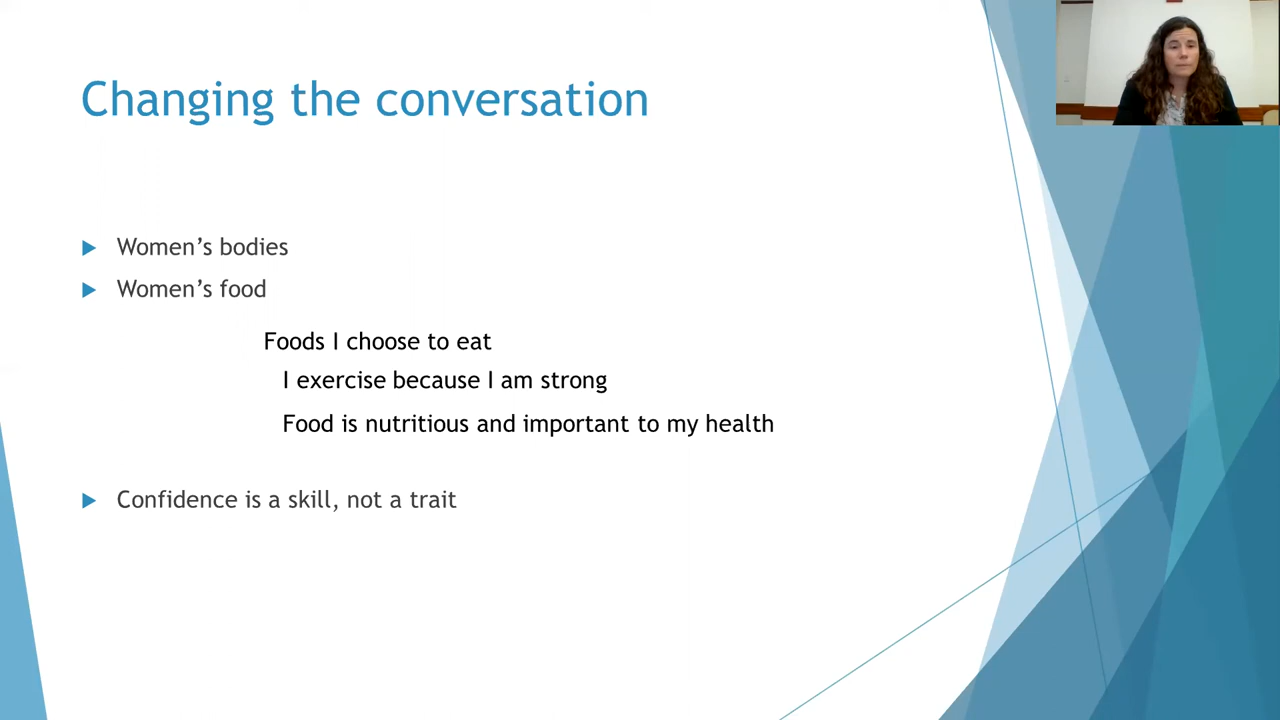 Changing the conversation
Women’s bodies
Women’s food
Foods I choose to eat
I exercise because I am strong
Food is nutritious and important to my health
Confidence is a skill, not a trait